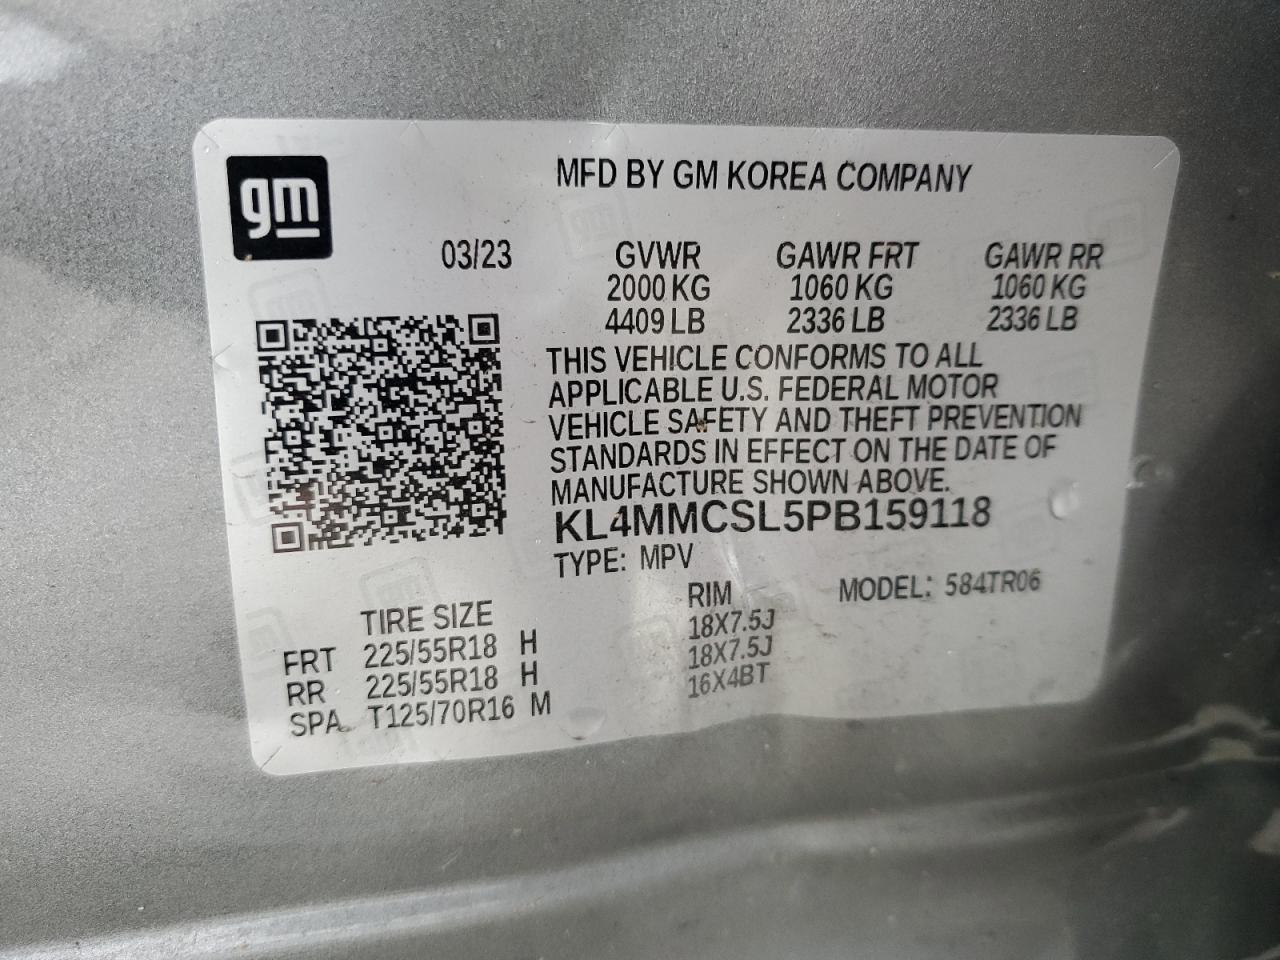 gm
MFD BY GM KOREA COMPANY
03/23 GVWR GAWR FRT GAWR RR
2000 KG 1060 KG 1060 KG
4409 LB 2336 LB 2336 LB
THIS VEHICLE CONFORMS TO ALL
APPLICABLE U.S. FEDERAL MOTOR
VEHICLE SAFETY AND THEFT PREVENTION
STANDARDS IN EFFECT ON THE DATE OF
MANUFACTURE SHOWN ABOVE.
KL4MMCSL5PB159118
TYPE: MPV
TIRE SIZE RIM MODEL: 584TR06
FRT 225/55R18 H 18X7.5J
RR 225/55R18 H 18X7.5J
SPA T125/70R16 M 16X4BT